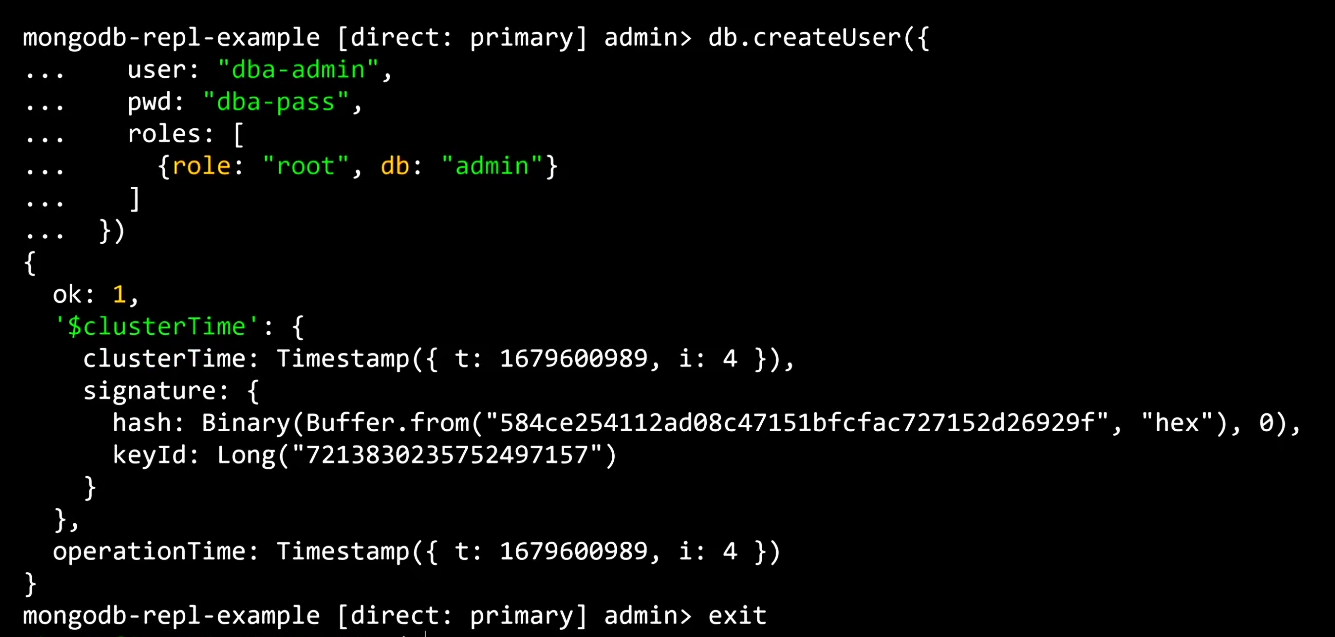 mongodb-repl-example [direct: primary] admin> db.createUser({
...    user: "dba-admin",
...    pwd: "dba-pass",
...    roles: [
...      {role: "root", db: "admin"}
...    ]
...  })
{
  ok: 1,
  '$clusterTime': {
    clusterTime: Timestamp({ t: 1679600989, i: 4 }),
    signature: {
      hash: Binary(Buffer.from("584ce254112ad08c47151bfcfac727152d26929f", "hex"), 0),
      keyId: Long("7213830235752497157")
    }
  },
  operationTime: Timestamp({ t: 1679600989, i: 4 })
}
mongodb-repl-example [direct: primary] admin> exit